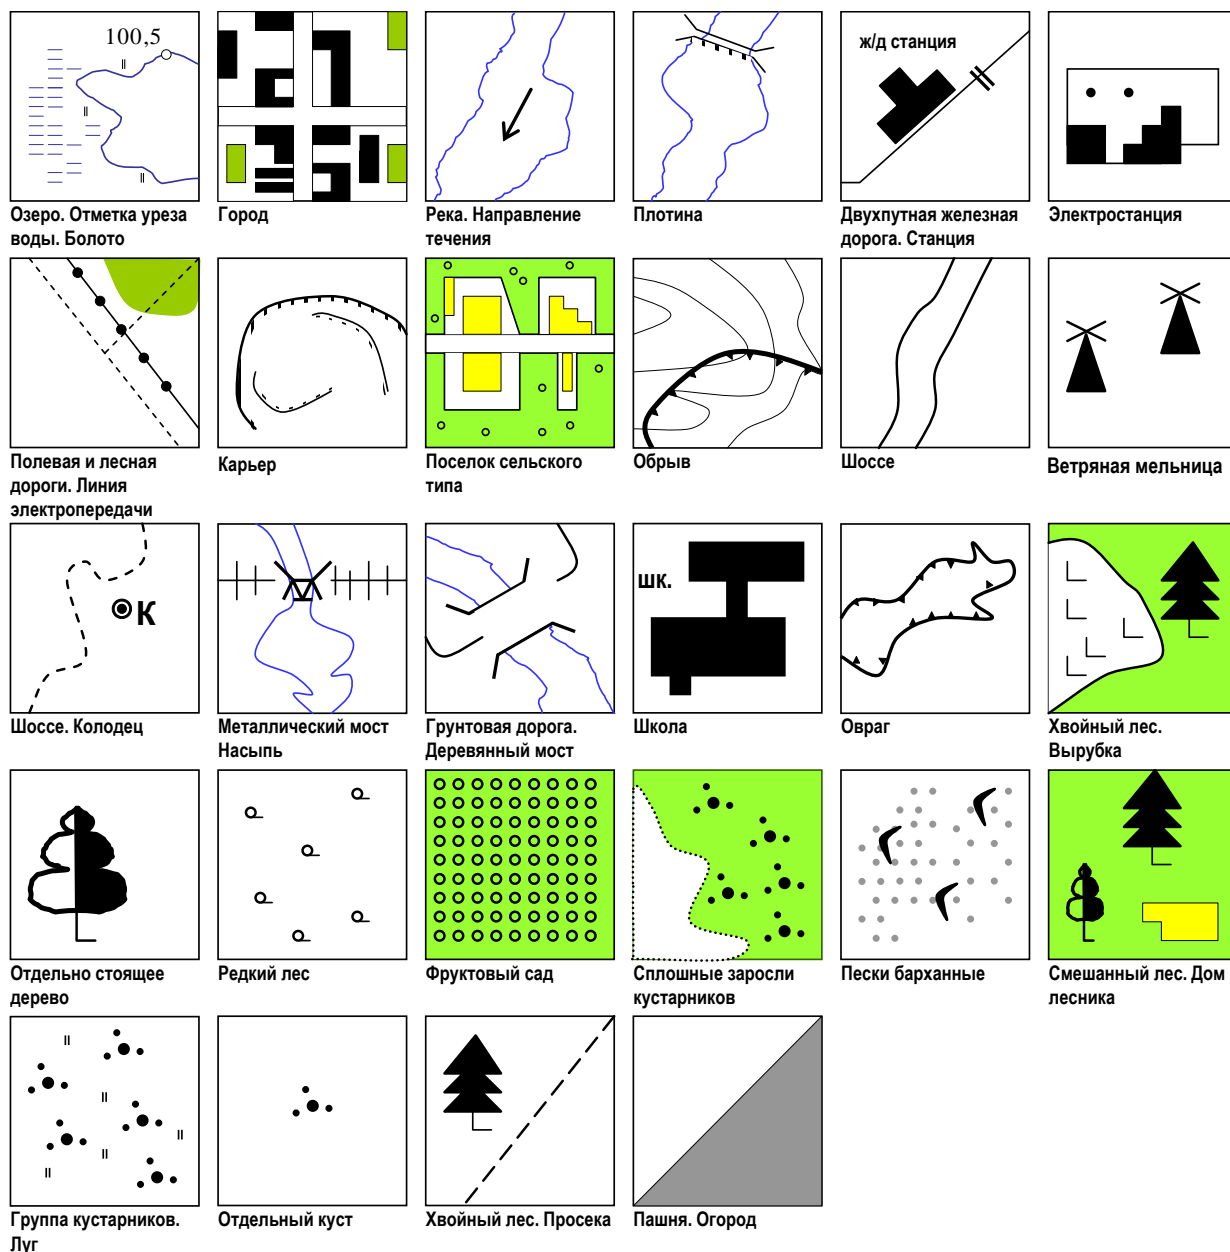 100,5
ж/д станция
Озеро. Отметка уреза
воды. Болото
Город
Река. Направление
течения
Плотина
Двухпутная железная
дорога. Станция
Электростанция
Полевая и лесная
дороги. Линия
электропередачи
Карьер
Поселок сельского
типа
Обрыв
Шоссе
Ветряная мельница
К
шк.
Шоссе. Колодец
Металлический мост
Насыпь
Грунтовая дорога.
Деревянный мост
Школа
Овраг
Хвойный лес.
Вырубка
Отдельно стоящее
дерево
Редкий лес
Фруктовый сад
Сплошные заросли
кустарников
Пески барханные
Смешанный лес. Дом
лесника
Группа кустарников.
Луг
Отдельный куст
Хвойный лес. Просека
Пашня. Огород